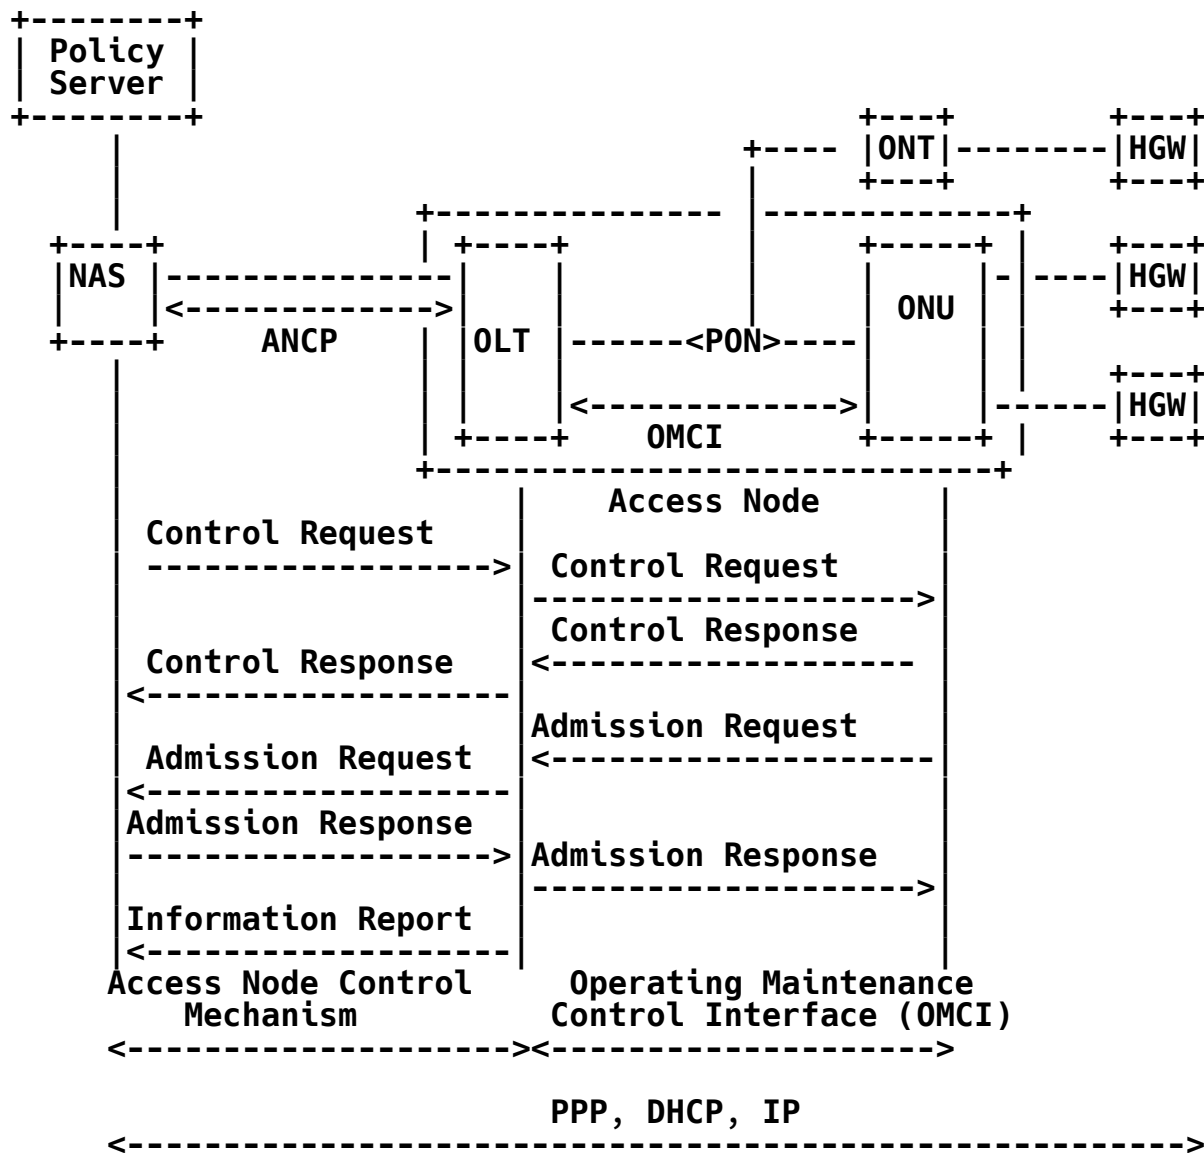 Policy
Server
ONT HGW
NAS HGW
ONU
ANCP OLT <PON>
HGW
OMCI
Access Node
Control Request
Control Request
Control Response
Control Response
Admission Request
Admission Request
Admission Response
Admission Response
Information Report
Access Node Control Operating Maintenance
Mechanism Control Interface (OMCI)
PPP, DHCP, IP